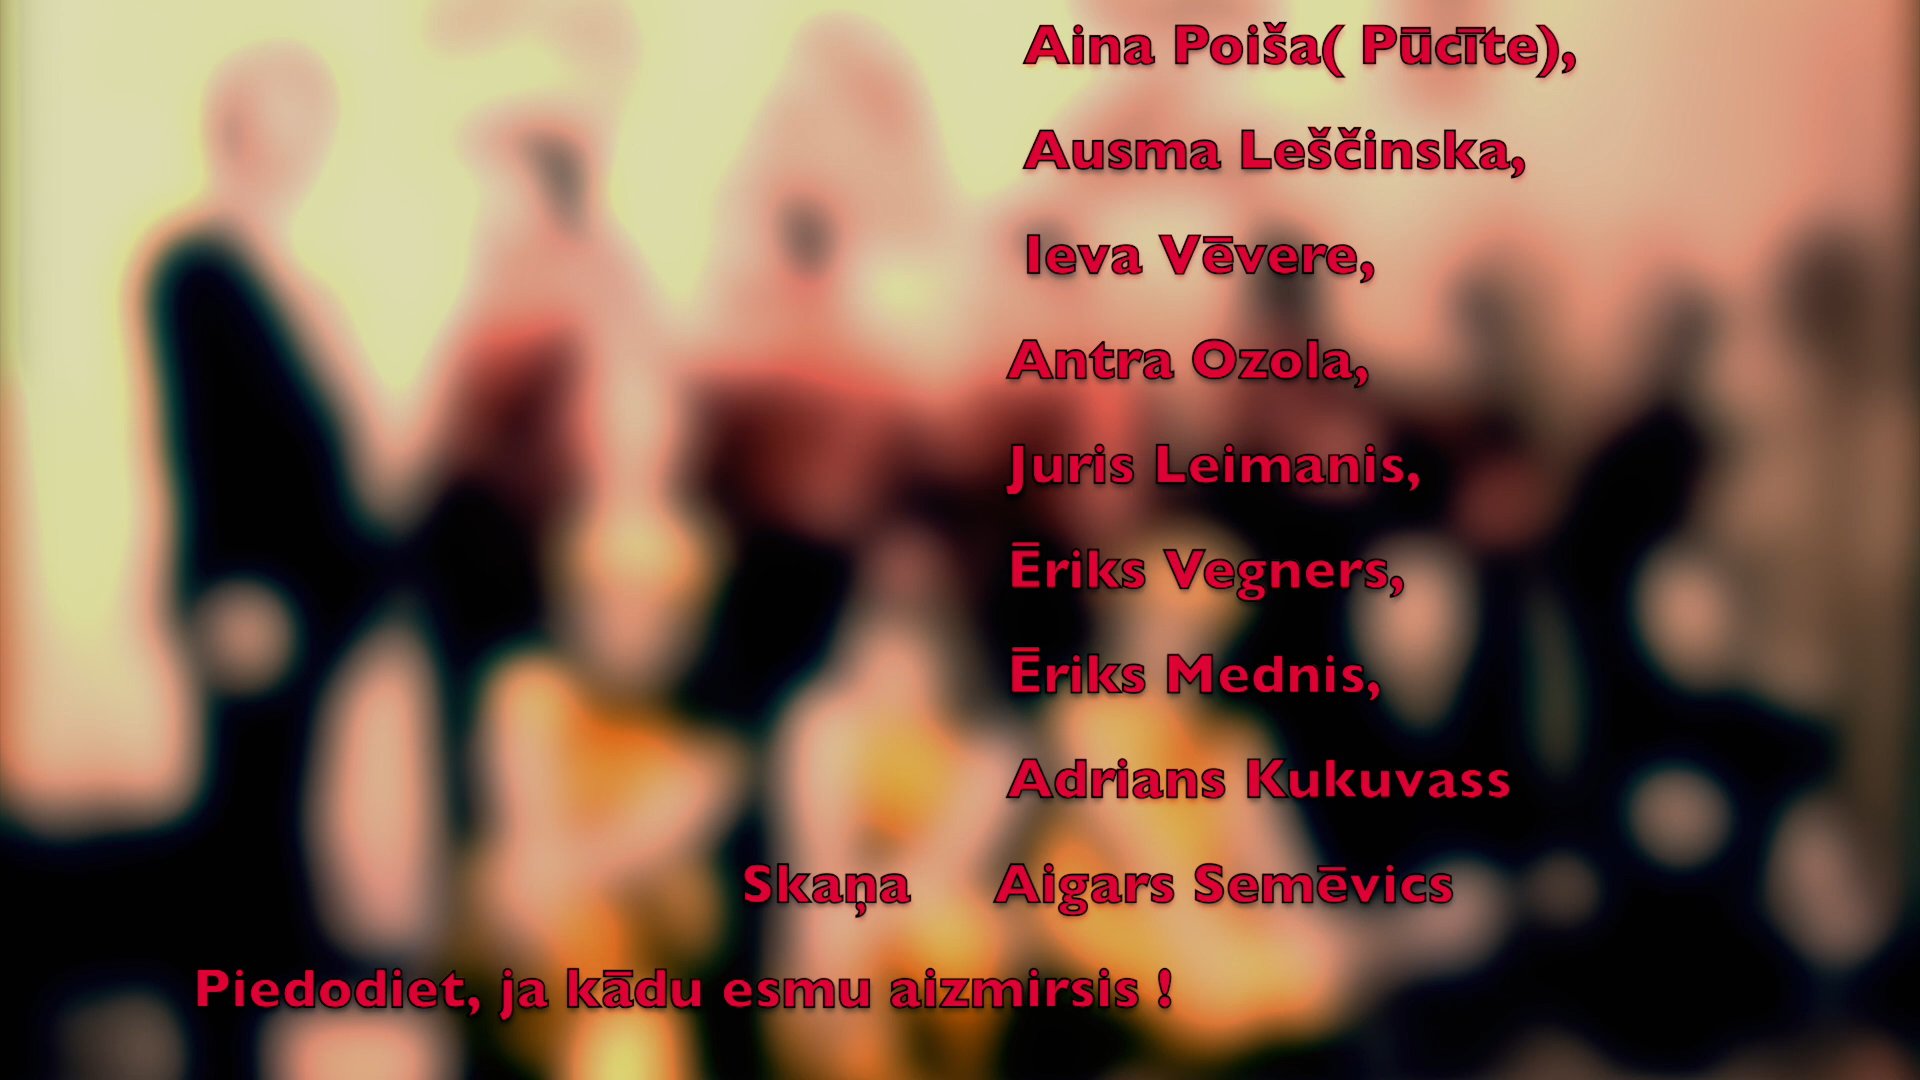 Aina Poiša( Pūcīte),
Ausma Leščinska,
Ieva Vēvere,
Antra Ozola,
Juris Leimanis,
Ēriks Vegners,
Ēriks Mednis,
Adrians Kukuvass
Skaņa Aigars Semēvics
Piedodiet, ja kādu esmu aizmirsis !